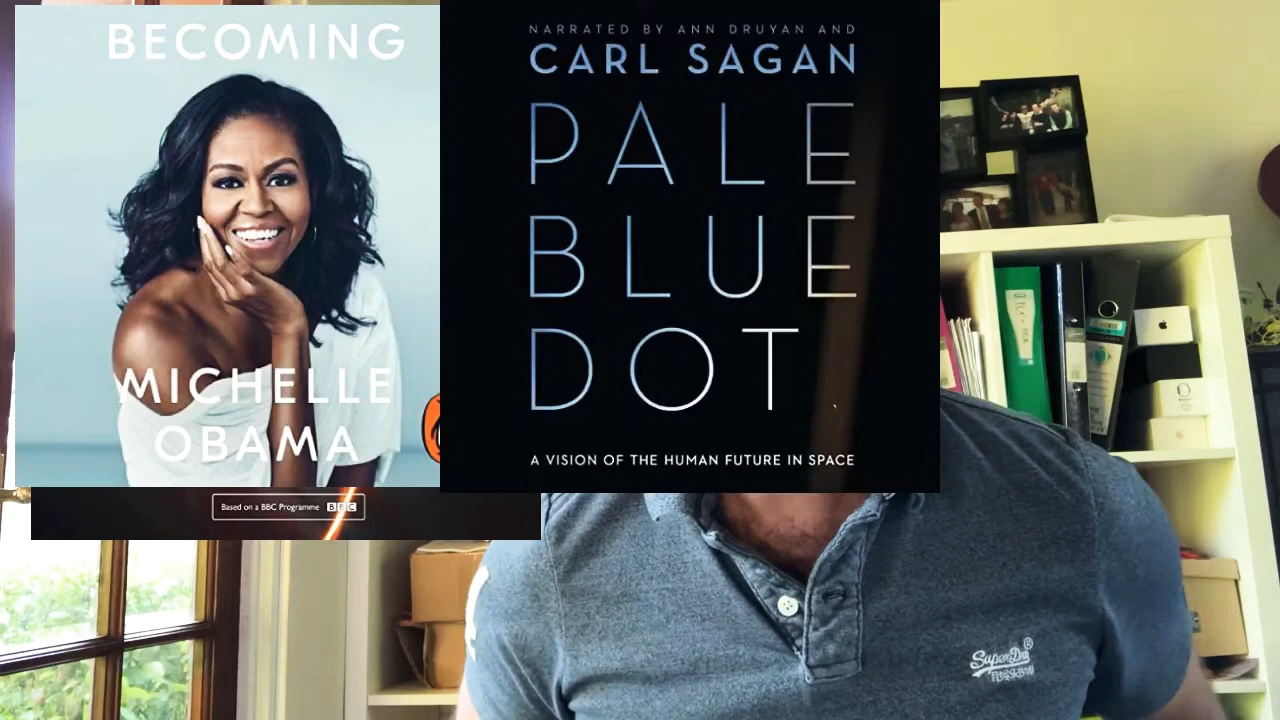 BECOMING
MICHELLE
OBAMA
NARRATED BY ANN DRUYAN AND
CARL SAGAN
PALE
BLUE
DOT
A VISION OF THE HUMAN FUTURE IN SPACE
Based on a BBC Programme BBC
SuperDry®